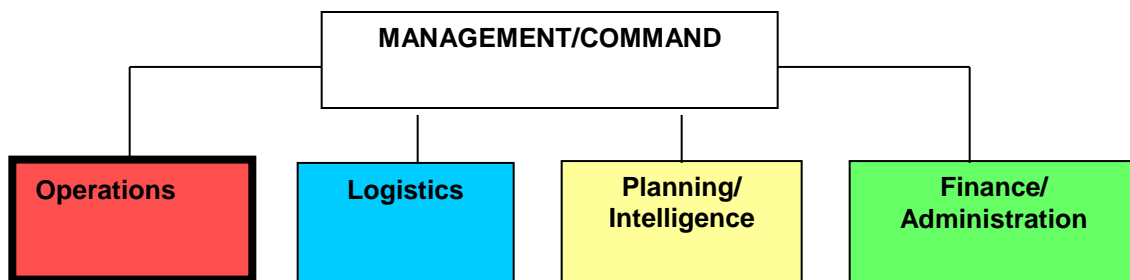 MANAGEMENT/COMMAND
Operations
Logistics
Planning/
Intelligence
Finance/
Administration